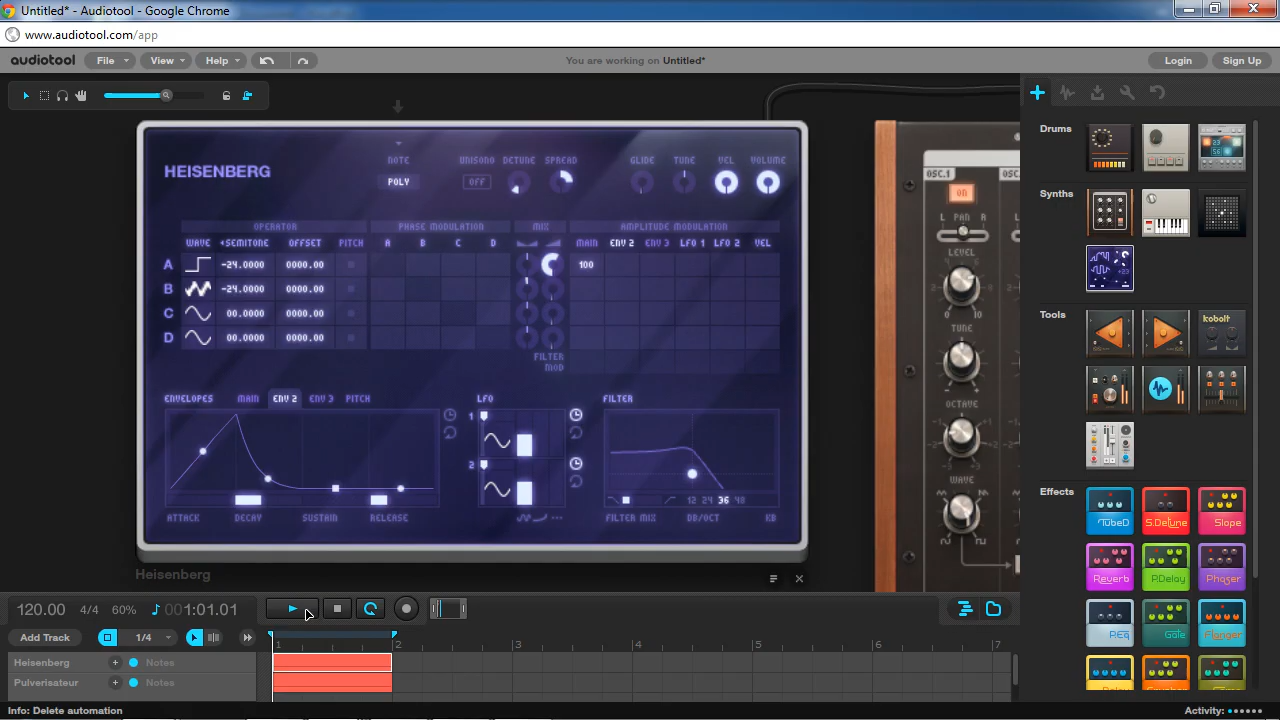 Untitled* - Audiotool - Google Chrome
www.audiotool.com/app
audiotool File View Help You are working on Untitled* Login Sign Up
HEISENBERG
NOTE UNISONO DETUNE SPREAD GLIDE TUNE VEL VOLUME
POLY OFF
OPERATOR PHASE MODULATION MIX AMPLITUDE MODULATION
WAVE SEMITONE OFFSET PITCH A B C D MAIN ENV 2 ENV 3 LFO 1 LFO 2 VEL
A -24.0000 0000.00 100
B -24.0000 0000.00
C 00.0000 0000.00
D 00.0000 0000.00
FILTER
MOD
ENVELOPES MAIN ENV 2 ENV 3 PITCH LFO FILTER
1
2
12 24 36 48
ATTACK DECAY SUSTAIN RELEASE FILTER MIX DB/OCT KB
Heisenberg
OSC.1
ON
L PAN R
LEVEL
0 10
TUNE
OCTAVE
-3 +3
WAVE
Drums
Synths
Tools
kobolt
Effects
TubeD S.Detune Slope
Reverb P.Delay Phaser
P.Eq Gate Flanger
120.00 4/4 60% 001:01.01
Add Track 1/4 1 2 3 4 5 6 7
Heisenberg + Notes
Pulverisateur + Notes
Info: Delete automation Activity: